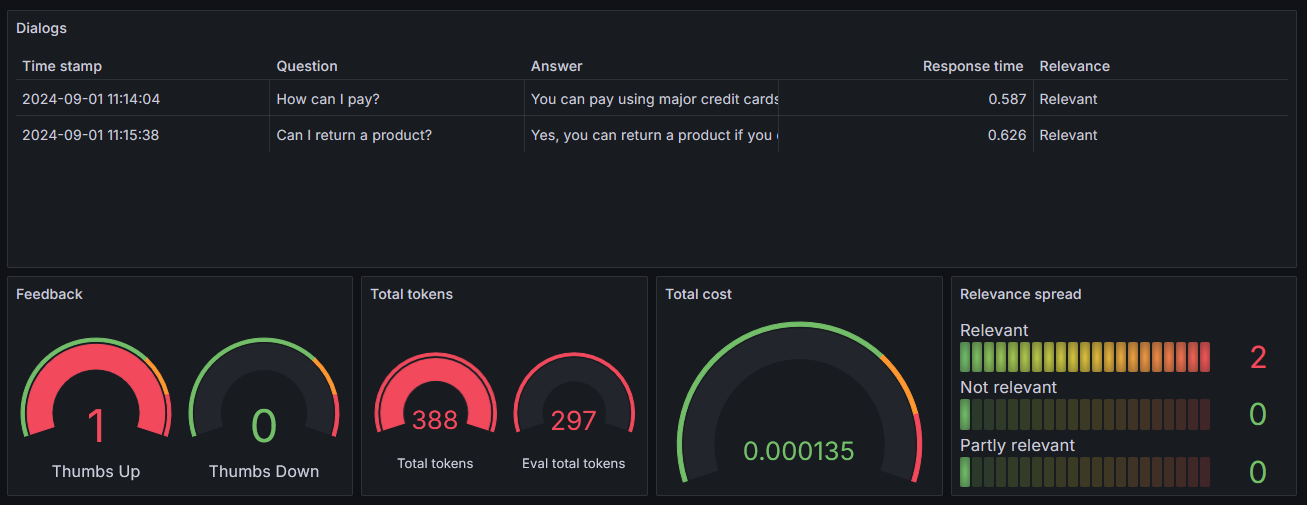 Dialogs
Time stamp Question Answer Response time Relevance
2024-09-01 11:14:04 How can I pay? You can pay using major credit cards 0.587 Relevant
2024-09-01 11:15:38 Can I return a product? Yes, you can return a product if you 0.626 Relevant
Feedback Total tokens Total cost Relevance spread
Relevant
2
Not relevant
1 0 388 297 0.000135 0
Partly relevant
Thumbs Up Thumbs Down Total tokens Eval total tokens 0